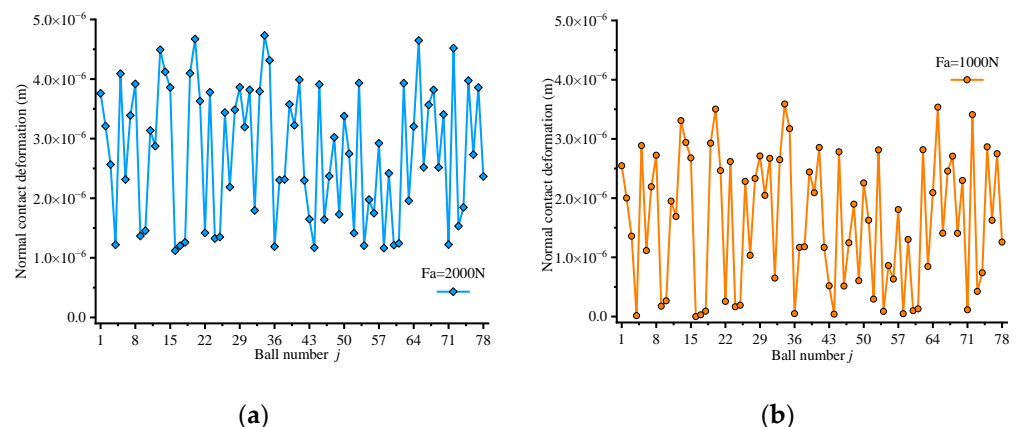 (a)
5.0×10⁻⁶
4.0×10⁻⁶
3.0×10⁻⁶
2.0×10⁻⁶
1.0×10⁻⁶
0.0
Normal contact deformation (m)
Fa=2000N
1 8 15 22 29 36 43 50 57 64 71 78
Ball number j
(a)
(b)
5.0×10⁻⁶
4.0×10⁻⁶
3.0×10⁻⁶
2.0×10⁻⁶
1.0×10⁻⁶
0.0
Normal contact deformation (m)
Fa=1000N
1 8 15 22 29 36 43 50 57 64 71 78
Ball number j
(b)